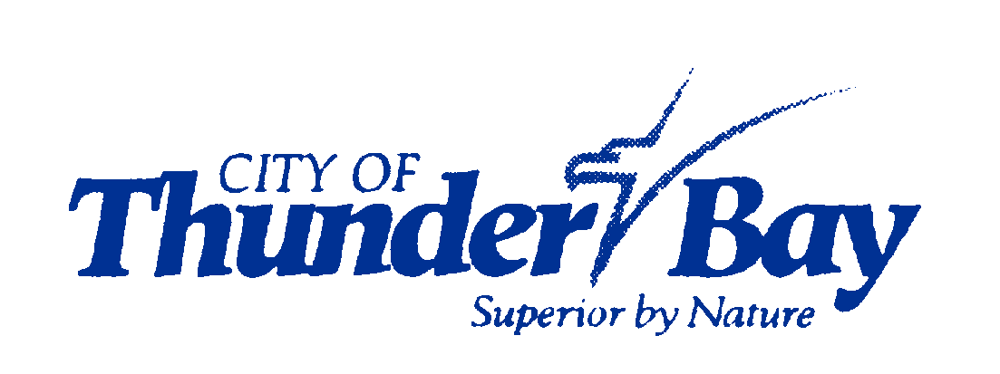 CITY OF
Thunder Bay
Superior by Nature